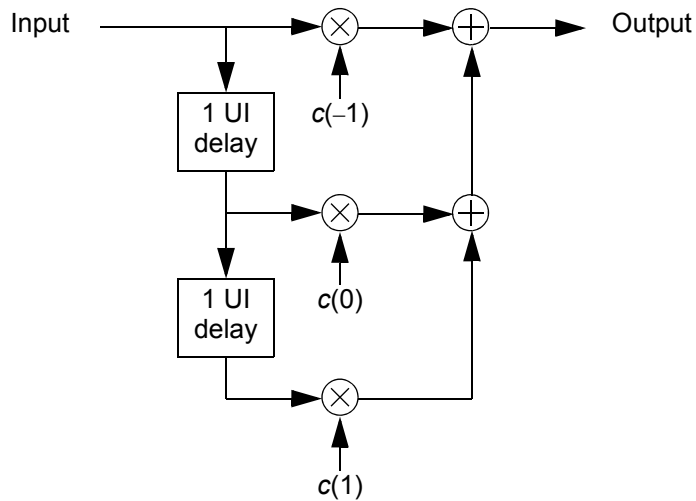 Input
Output
1 UI
delay
c(−1)
1 UI
delay
c(0)
c(1)